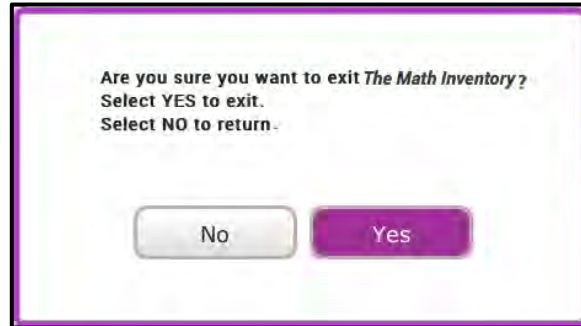 Are you sure you want to exit The Math Inventory?
Select YES to exit.
Select NO to return.
No
Yes